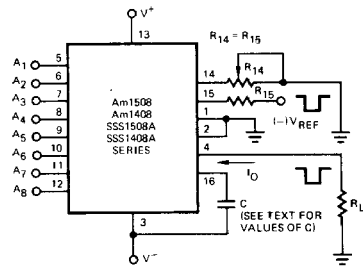 V+
13
R14 = R15
A1 5
A2 6
A3 7
A4 8
A5 9
A6 10
A7 11
A8 12
Am1508
Am1408
SSS1508A
SSS1408A
SERIES
14 R14
15 R15
1
(-)VREF
2
4
IO
16
C
(SEE TEXT FOR
VALUES OF C)
RL
3
V-